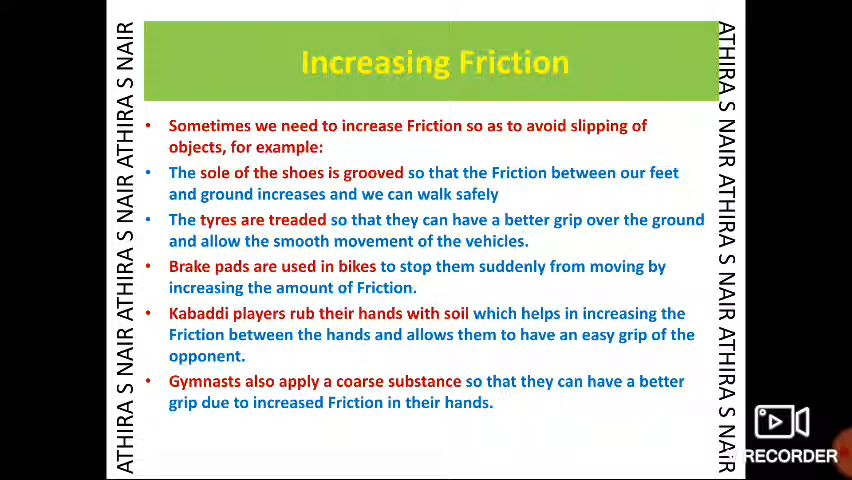 Increasing Friction
• Sometimes we need to increase Friction so as to avoid slipping of
objects, for example:
• The sole of the shoes is grooved so that the Friction between our feet
and ground increases and we can walk safely
• The tyres are treaded so that they can have a better grip over the ground
and allow the smooth movement of the vehicles.
• Brake pads are used in bikes to stop them suddenly from moving by
increasing the amount of Friction.
• Kabaddi players rub their hands with soil which helps in increasing the
Friction between the hands and allows them to have an easy grip of the
opponent.
• Gymnasts also apply a coarse substance so that they can have a better
grip due to increased Friction in their hands.
ATHIRA S NAIR ATHIRA S NAIR ATHIRA S NAIR
ATHIRA S NAIR ATHIRA S NAIR ATHIRA S NAIR
RECORDER